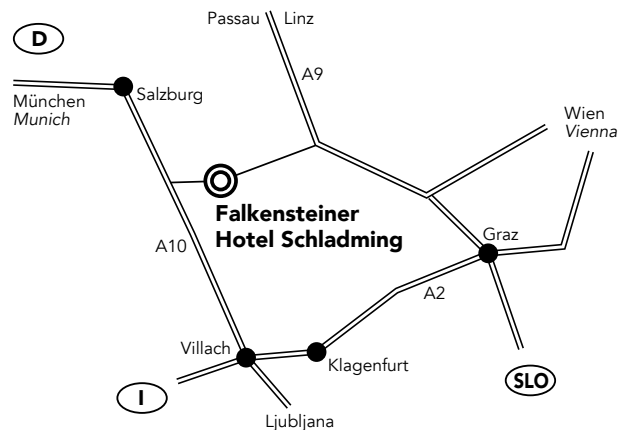 D
Passau Linz
A9
München
Munich
Salzburg
Wien
Vienna
Falkensteiner
Hotel Schladming
A10
Graz
A2
Villach
Klagenfurt
I
SLO
Ljubljana